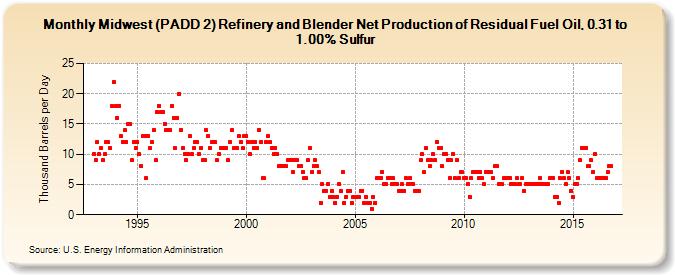 Monthly Midwest (PADD 2) Refinery and Blender Net Production of Residual Fuel Oil, 0.31 to
1.00% Sulfur
Thousand Barrels per Day
25
20
15
10
5
0
1995
2000
2005
2010
2015
Source: U.S. Energy Information Administration